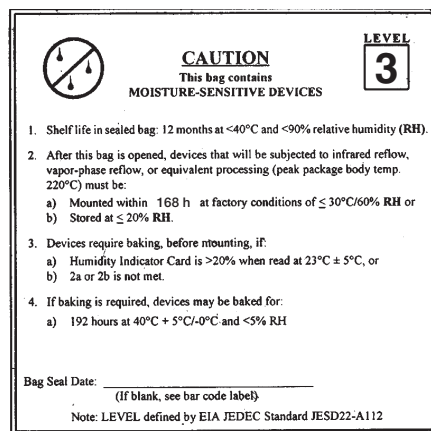 LEVEL
3
CAUTION
This bag contains
MOISTURE-SENSITIVE DEVICES
1. Shelf life in sealed bag: 12 months at <40°C and <90% relative humidity (RH).
2. After this bag is opened, devices that will be subjected to infrared reflow,
vapor-phase reflow, or equivalent processing (peak package body temp.
220°C) must be:
a) Mounted within 168 h at factory conditions of ≤ 30°C/60% RH or
b) Stored at ≤ 20% RH.
3. Devices require baking, before mounting, if:
a) Humidity Indicator Card is >20% when read at 23°C ± 5°C, or
b) 2a or 2b is not met.
4. If baking is required, devices may be baked for:
a) 192 hours at 40°C + 5°C/-0°C and <5% RH
Bag Seal Date:
(If blank, see bar code label)
Note: LEVEL defined by EIA JEDEC Standard JESD22-A112